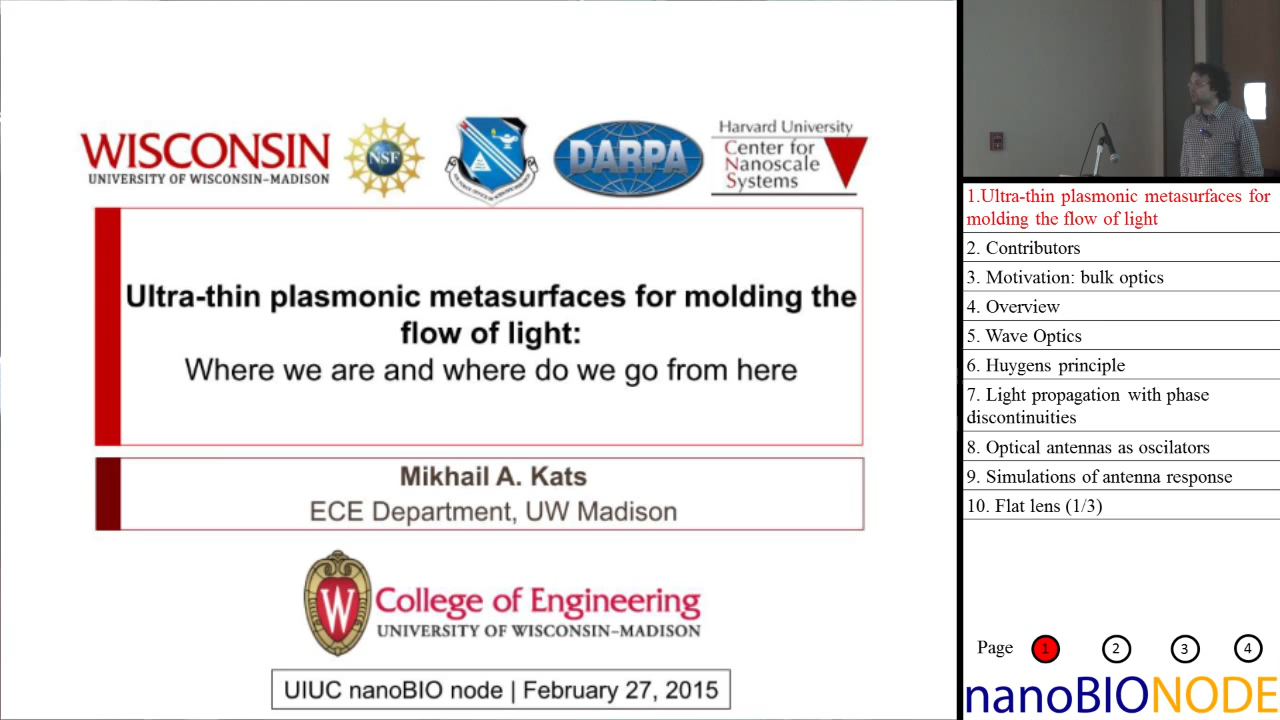 WISCONSIN
UNIVERSITY OF WISCONSIN–MADISON
NSF
DARPA
Harvard University
Center for
Nanoscale
Systems
Ultra-thin plasmonic metasurfaces for molding the
flow of light:
Where we are and where do we go from here
Mikhail A. Kats
ECE Department, UW Madison
W
College of Engineering
UNIVERSITY OF WISCONSIN–MADISON
UIUC nanoBIO node | February 27, 2015
1.Ultra-thin plasmonic metasurfaces for
molding the flow of light
2. Contributors
3. Motivation: bulk optics
4. Overview
5. Wave Optics
6. Huygens principle
7. Light propagation with phase
discontinuities
8. Optical antennas as oscilators
9. Simulations of antenna response
10. Flat lens (1/3)
Page 1 2 3 4
nanoBIONODE